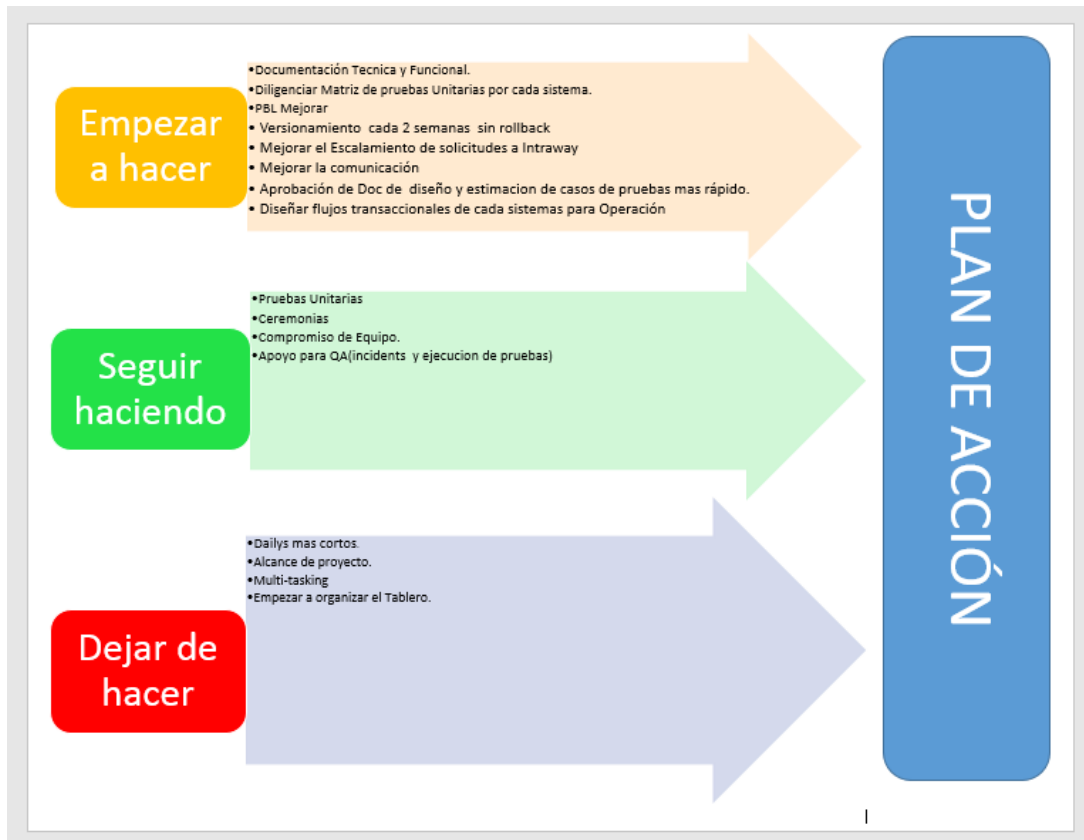 Empezar
a hacer
•Documentación Tecnica y Funcional.
•Diligenciar Matriz de pruebas Unitarias por cada sistema.
•PBL Mejorar
• Versionamiento cada 2 semanas sin rollback
• Mejorar el Escalamiento de solicitudes a Intraway
• Mejorar la comunicación
• Aprobación de Doc de diseño y estimacion de casos de pruebas mas rápido.
• Diseñar flujos transaccionales de cada sistemas para Operación
Seguir
haciendo
•Pruebas Unitarias
•Ceremonias
•Compromiso de Equipo.
•Apoyo para QA(incidents y ejecucion de pruebas)
Dejar de
hacer
•Dailys mas cortos.
•Alcance de proyecto.
•Multi-tasking
•Empezar a organizar el Tablero.
PLAN DE ACCIÓN